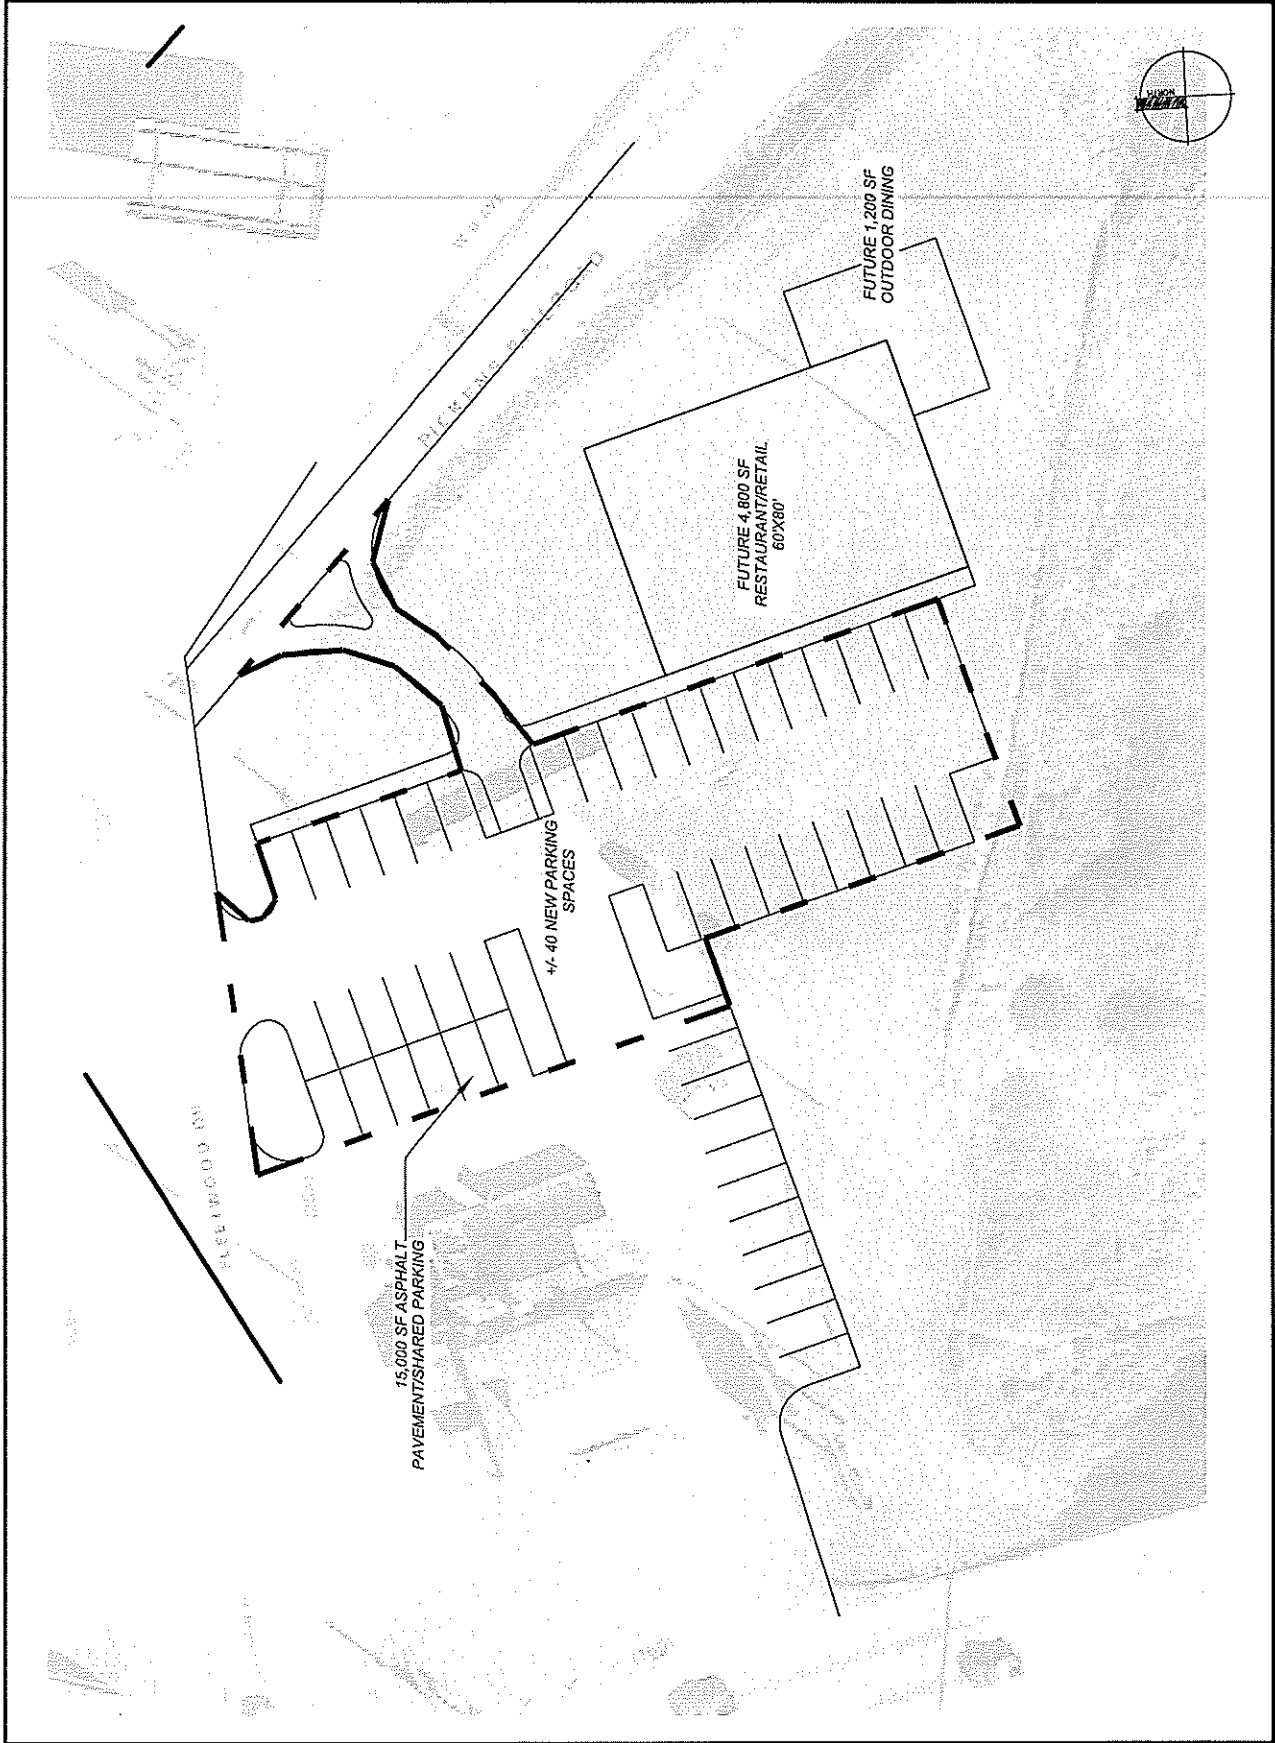 FUTURE 1,200 SF
OUTDOOR DINING
FUTURE 4,800 SF
RESTAURANT/RETAIL
60'X80'
+/- 40 NEW PARKING
SPACES
15,000 SF ASPHALT
PAVEMENT/SHARED PARKING
NORTH